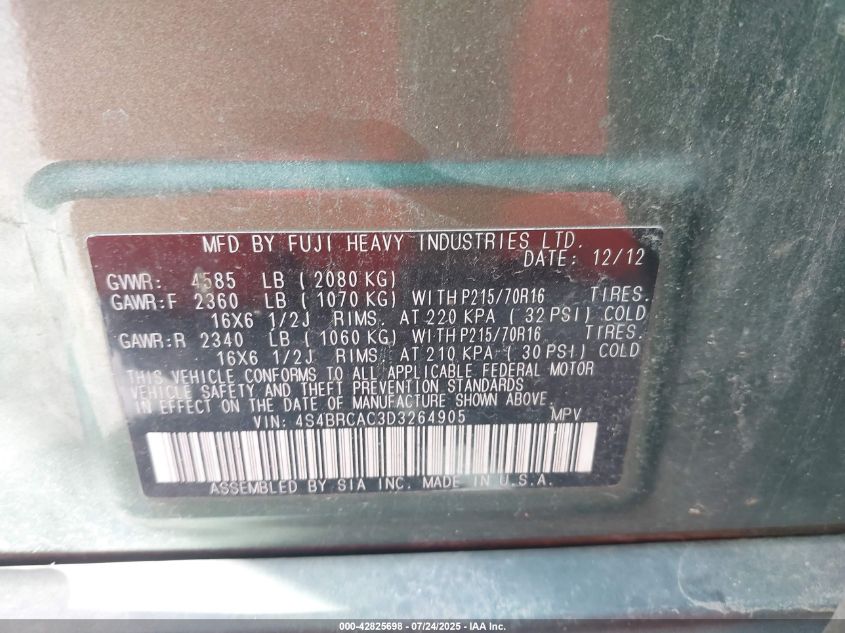 MFD BY FUJI HEAVY INDUSTRIES LTD.
DATE: 12/12
GVWR: 4585 LB ( 2080 KG)
GAWR:F 2360 LB ( 1070 KG) WITH P215/70R16 TIRES.
16X6 1/2J RIMS. AT 220 KPA ( 32 PSI) COLD
GAWR:R 2340 LB ( 1060 KG) WITH P215/70R16 TIRES.
16X6 1/2J RIMS. AT 210 KPA ( 30 PSI) COLD
THIS VEHICLE CONFORMS TO ALL APPLICABLE FEDERAL MOTOR
VEHICLE SAFETY AND THEFT PREVENTION STANDARDS
IN EFFECT ON THE DATE OF MANUFACTURE SHOWN ABOVE.
VIN: 4S4BRCAC3D3264905 MPV
ASSEMBLED BY SIA INC. MADE IN U.S.A.
000-42825698 - 07/24/2025 - IAA Inc.